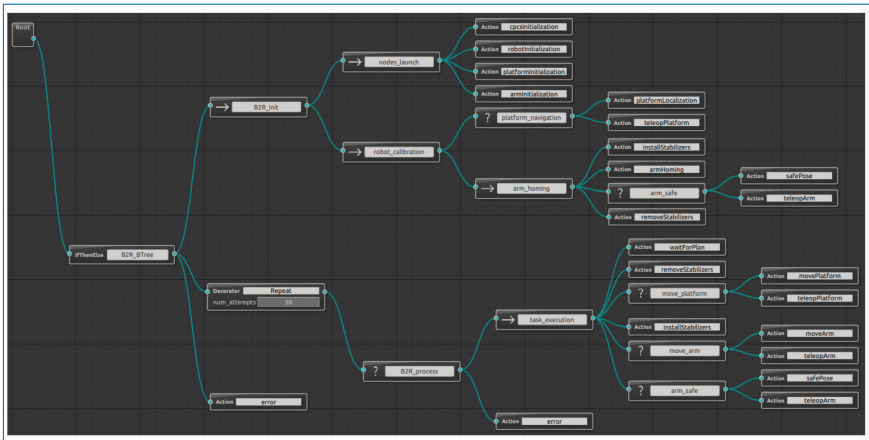 Root
Action cpcsInitialization
Action robotInitialization
→ nodes_launch
Action platformInitialization
Action armInitialization
→ B2R_init
Action platformLocalization
? platform_navigation
Action teleopPlatform
→ robot_calibration
Action installStabilizers
Action armHoming
Action safePose
→ arm_homing
? arm_safe
Action teleopArm
Action removeStabilizers
Action waitForPlan
IfThenElse B2R_BTree
Action removeStabilizers
Action movePlatform
Decorator Repeat
? move_platform
num_attempts 50
Action teleopPlatform
→ task_execution
Action installStabilizers
Action moveArm
? move_arm
Action teleopArm
? B2R_process
Action safePose
? arm_safe
Action teleopArm
Action error
Action error